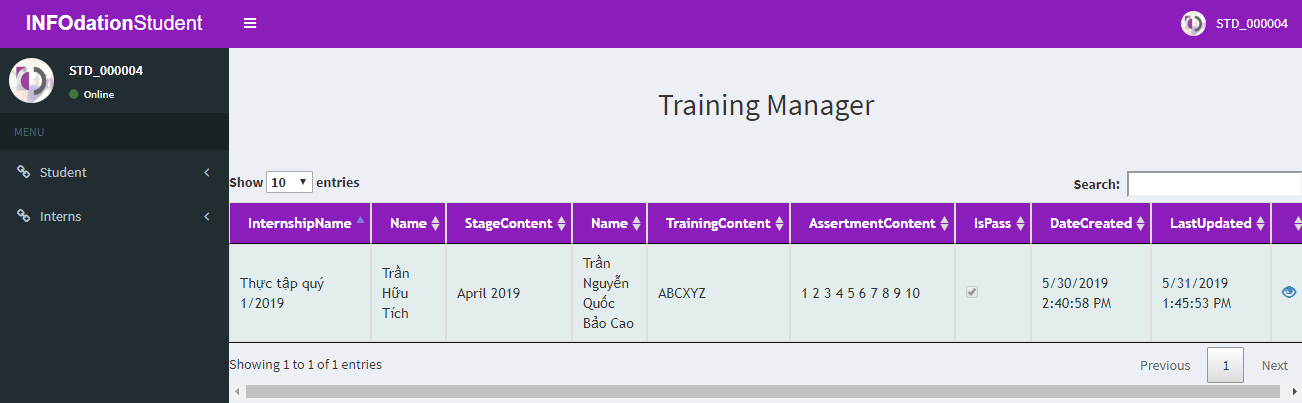 INFOdationStudent
STD_000004
STD_000004
Online
MENU
Student
Interns
Training Manager
Show 10 entries
Search:
InternshipName Name StageContent Name TrainingContent AssertmentContent IsPass DateCreated LastUpdated
Thực tập quý
1/2019
Trần
Hữu
Tích
April 2019
Trần
Nguyễn
Quốc
Bảo Cao
ABCXYZ
1 2 3 4 5 6 7 8 9 10
5/30/2019
2:40:58 PM
5/31/2019
1:45:53 PM
Showing 1 to 1 of 1 entries
Previous 1 Next